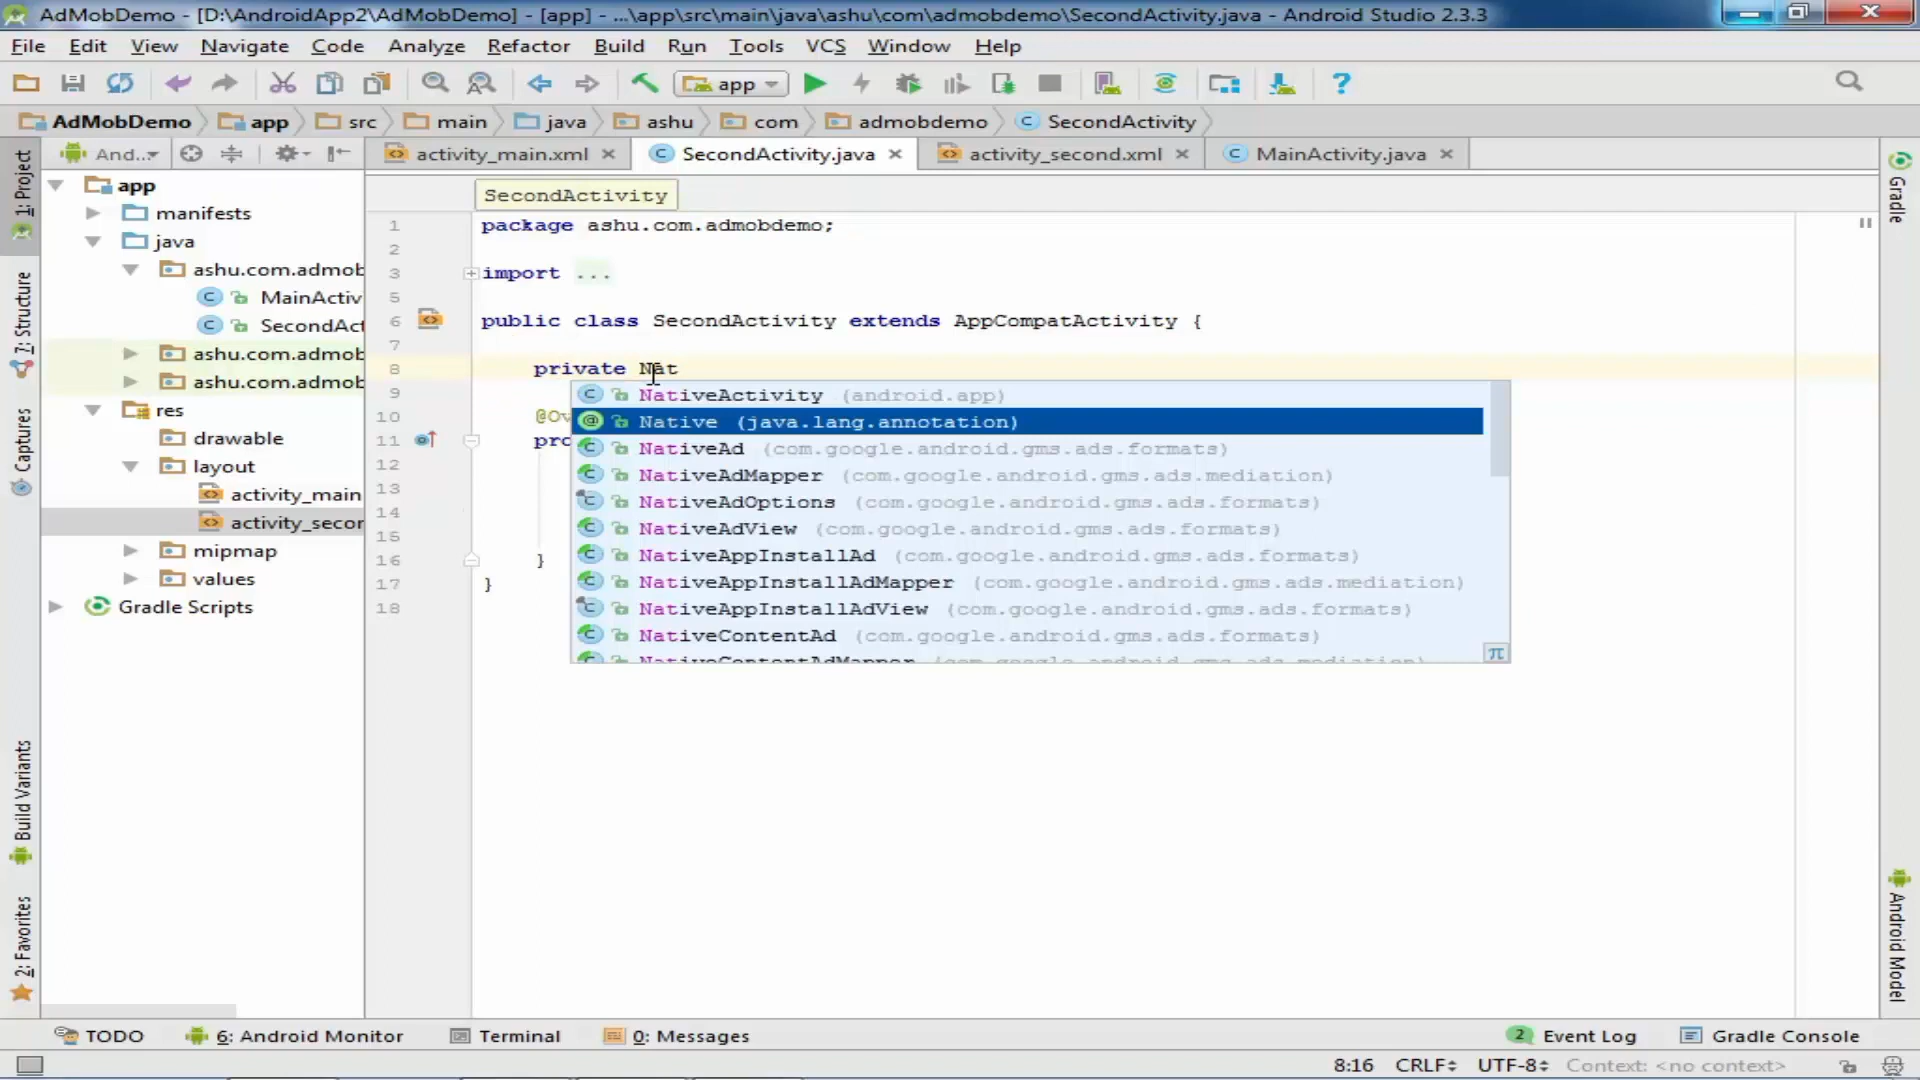 AdMobDemo - [D:\AndroidApp2\AdMobDemo] - [app] - ...\app\src\main\java\ashu\com\admobdemo\SecondActivity.java - Android Studio 2.3.3
File Edit View Navigate Code Analyze Refactor Build Run Tools VCS Window Help
app
AdMobDemo app src main java ashu com admobdemo SecondActivity
And... activity_main.xml SecondActivity.java activity_second.xml MainActivity.java
SecondActivity
1: Project
7: Structure
Captures
Build Variants
2: Favorites
app
manifests
java
ashu.com.admob
MainActiv
SecondAct
ashu.com.admob
ashu.com.admob
res
drawable
layout
activity_main
activity_secon
mipmap
values
Gradle Scripts
1 package ashu.com.admobdemo;
2
3 import ...
5
6 public class SecondActivity extends AppCompatActivity {
7
8 private Nat
9
10 @Ov
11 pro
12
13
14
15
16 }
17 }
18
NativeActivity (android.app)
Native (java.lang.annotation)
NativeAd (com.google.android.gms.ads.formats)
NativeAdMapper (com.google.android.gms.ads.mediation)
NativeAdOptions (com.google.android.gms.ads.formats)
NativeAdView (com.google.android.gms.ads.formats)
NativeAppInstallAd (com.google.android.gms.ads.formats)
NativeAppInstallAdMapper (com.google.android.gms.ads.mediation)
NativeAppInstallAdView (com.google.android.gms.ads.formats)
NativeContentAd (com.google.android.gms.ads.formats)
NativeContentAdMapper (com.google.android.gms.ads.mediation)
π
Gradle
Android Model
TODO 6: Android Monitor Terminal 0: Messages 2 Event Log Gradle Console
8:16 CRLF UTF-8 Context: <no context>